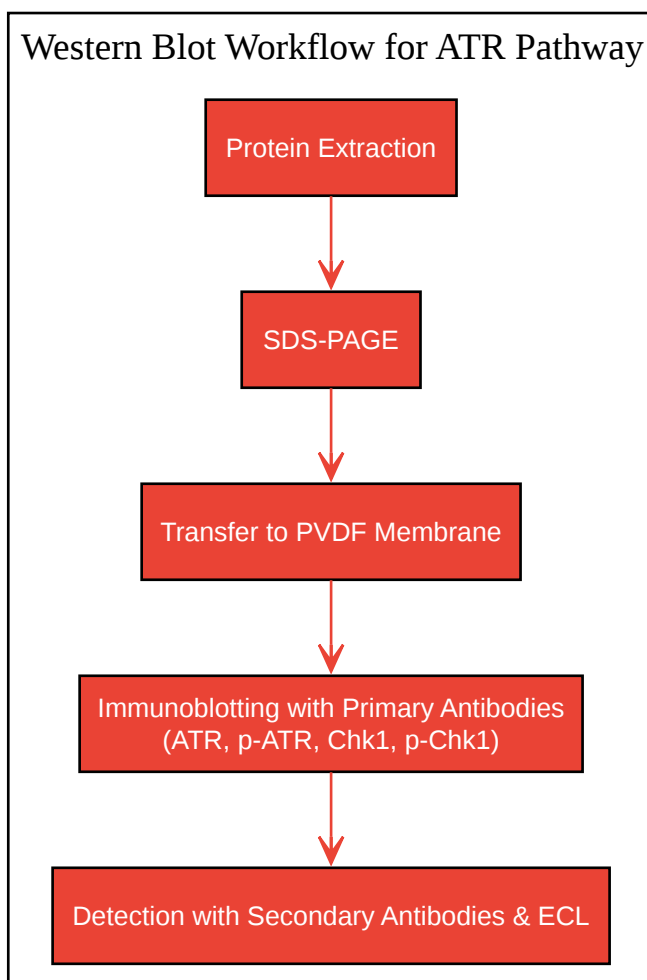 Western Blot Workflow for ATR Pathway
Protein Extraction
SDS-PAGE
Transfer to PVDF Membrane
Immunoblotting with Primary Antibodies
(ATR, p-ATR, Chk1, p-Chk1)
Detection with Secondary Antibodies & ECL